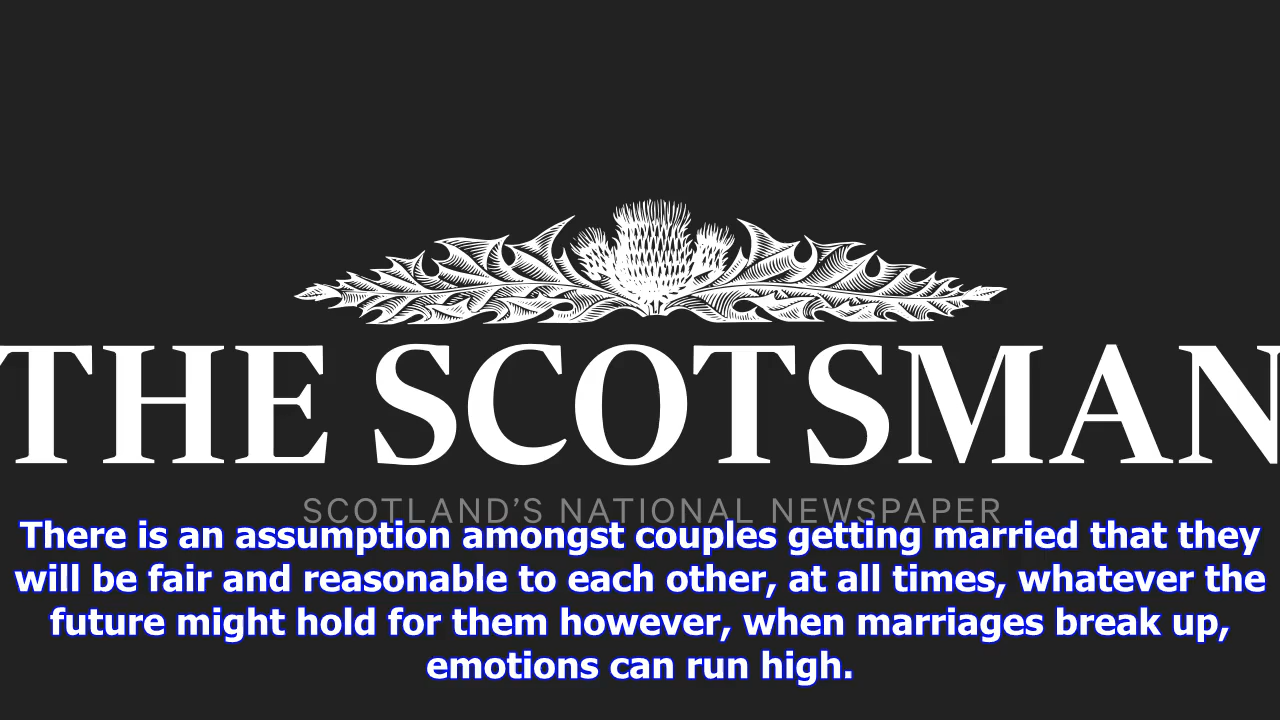 THE SCOTSMAN
SCOTLAND'S NATIONAL NEWSPAPER
There is an assumption amongst couples getting married that they
will be fair and reasonable to each other, at all times, whatever the
future might hold for them however, when marriages break up,
emotions can run high.